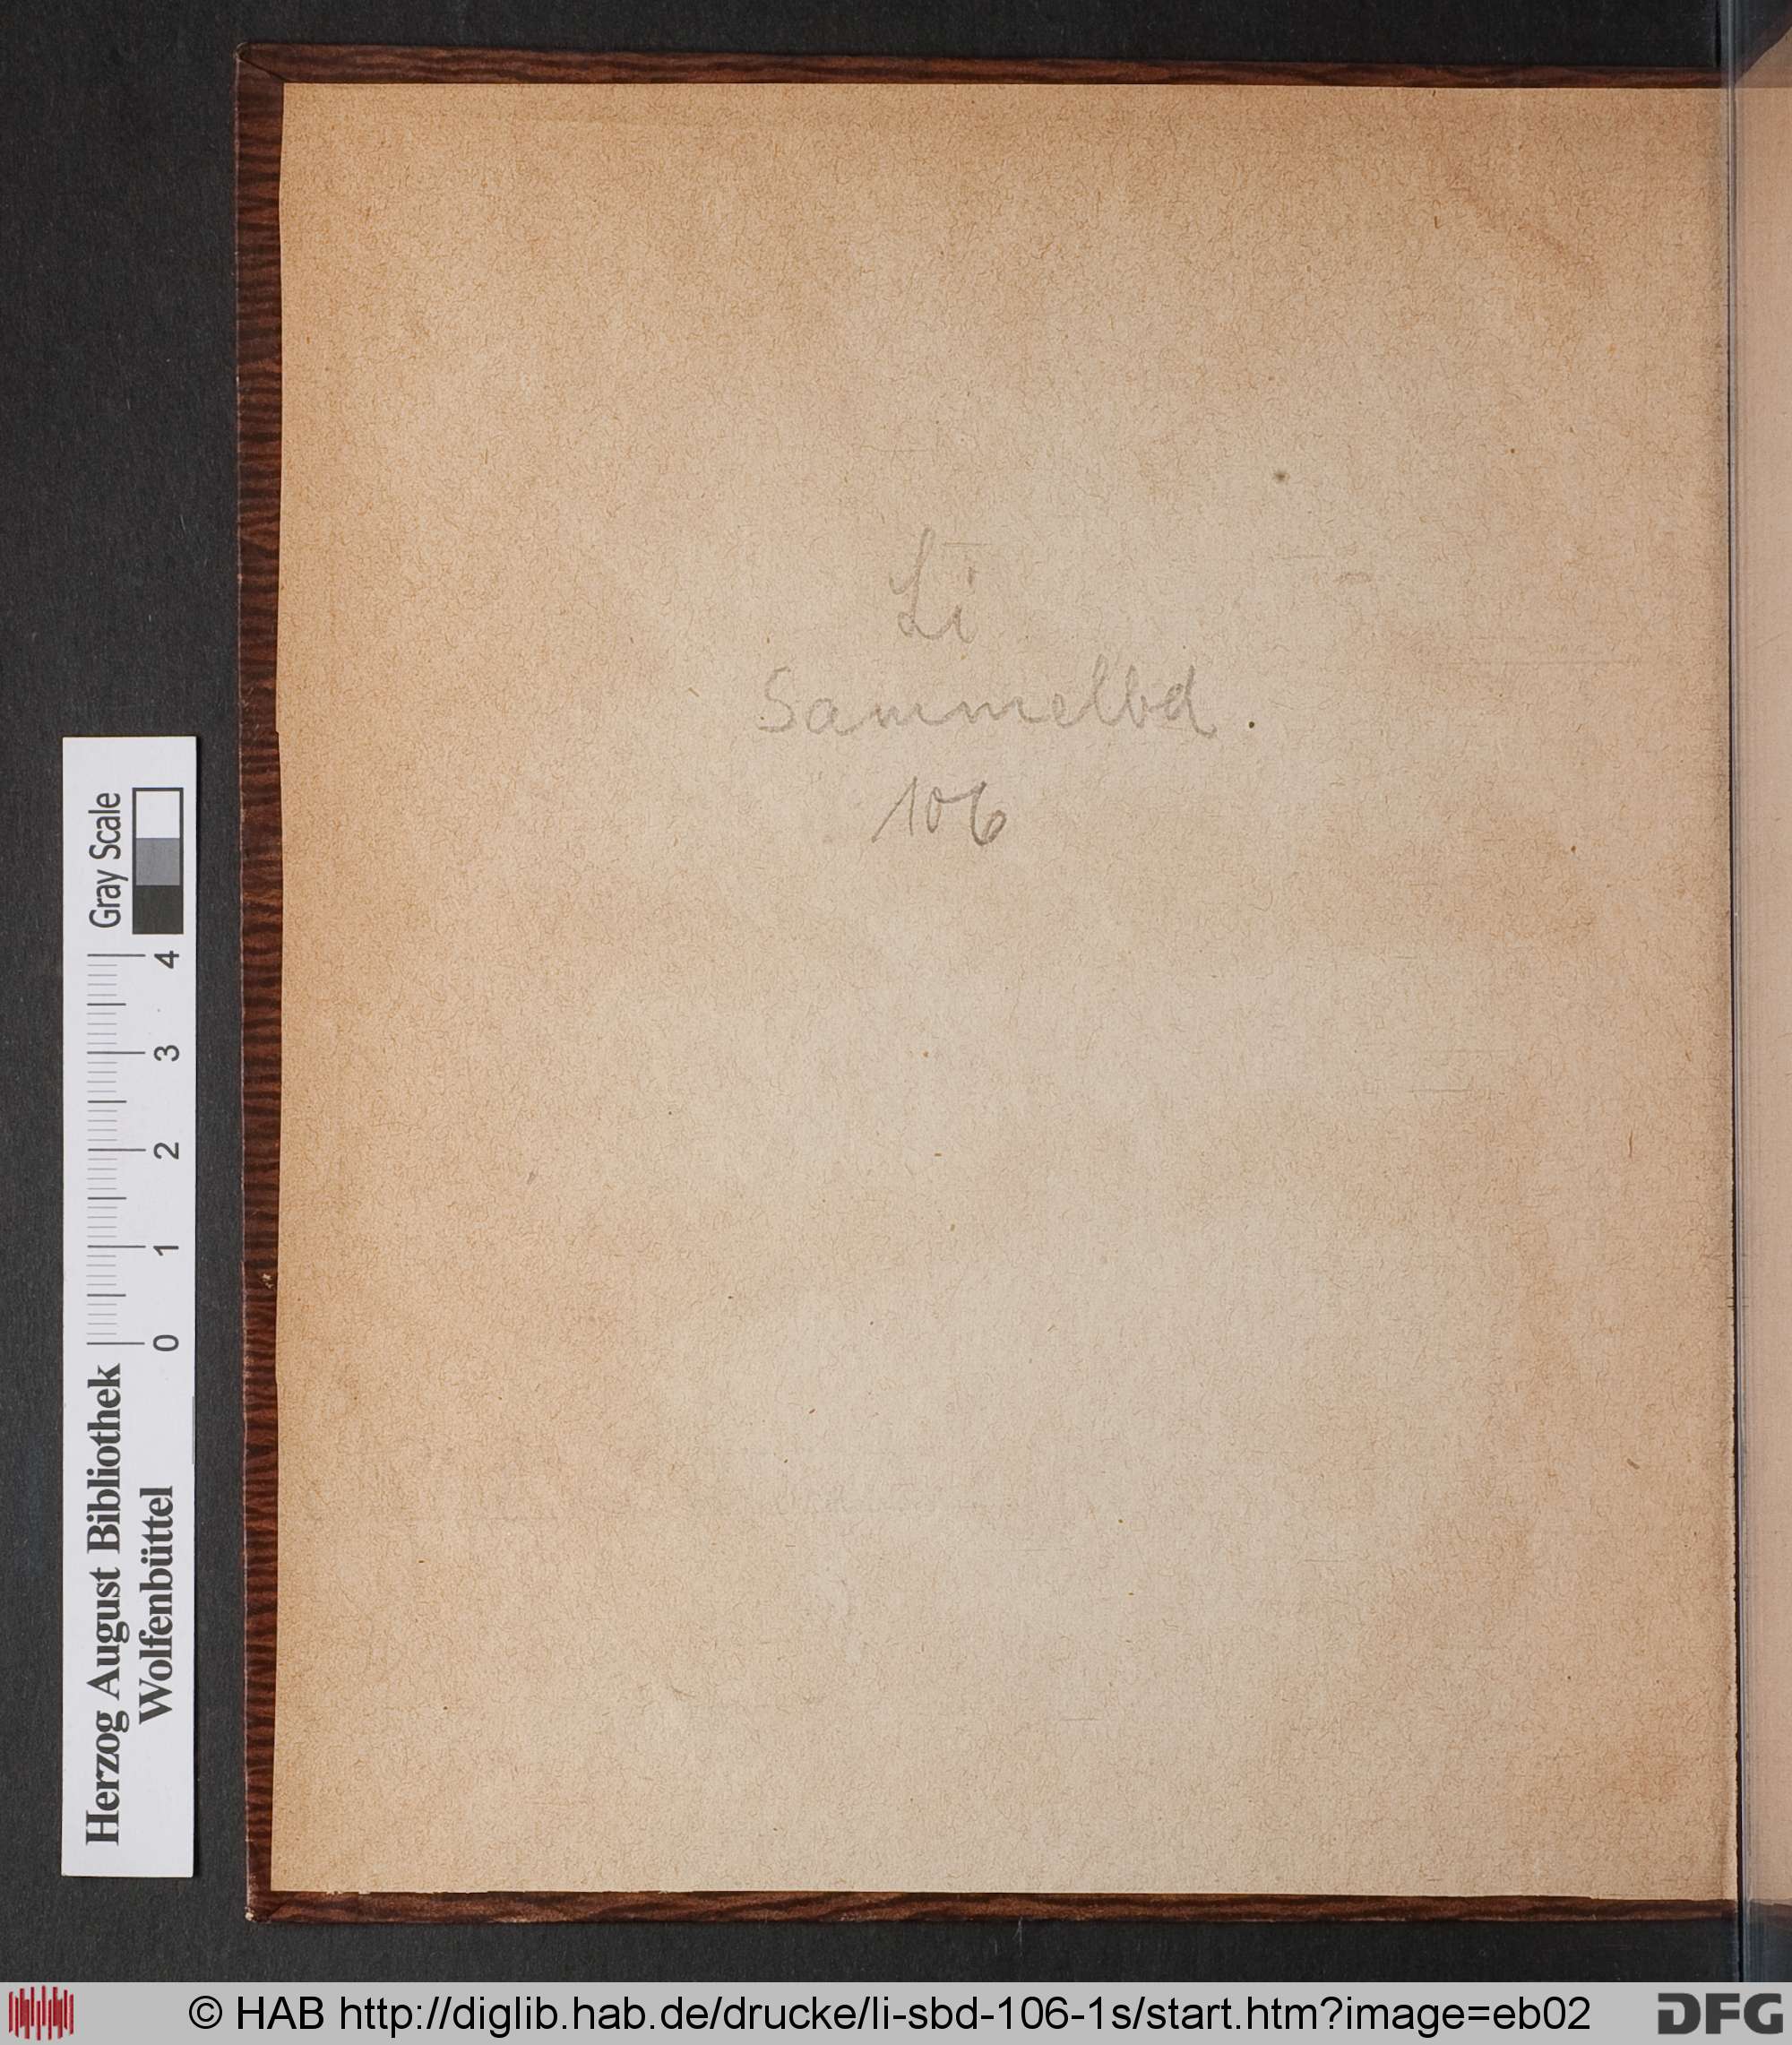 Li
Sammelbd.
106
Gray Scale
4
3
2
1
0
Herzog August Bibliothek
Wolfenbüttel
© HAB http://diglib.hab.de/drucke/li-sbd-106-1s/start.htm?image=eb02
DFG